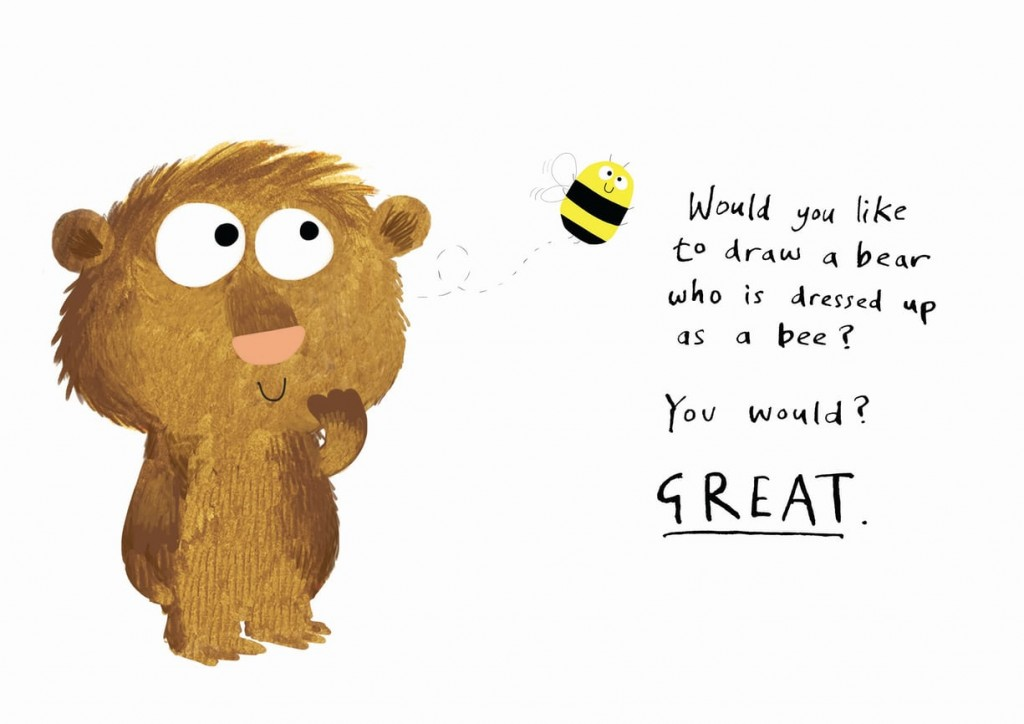 Would you like
to draw a bear
who is dressed up
as a bee?
You would?
GREAT.